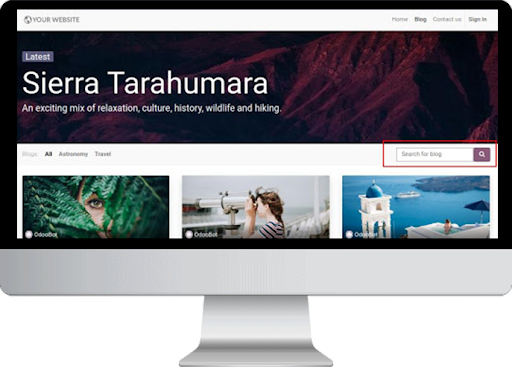 YOUR WEBSITE
Home Blog Contact us Sign in
Latest
Sierra Tarahumara
An exciting mix of relaxation, culture, history, wildlife and hiking.
Blogs: All Astronomy Travel
Search for blog
OdooBot OdooBot OdooBot